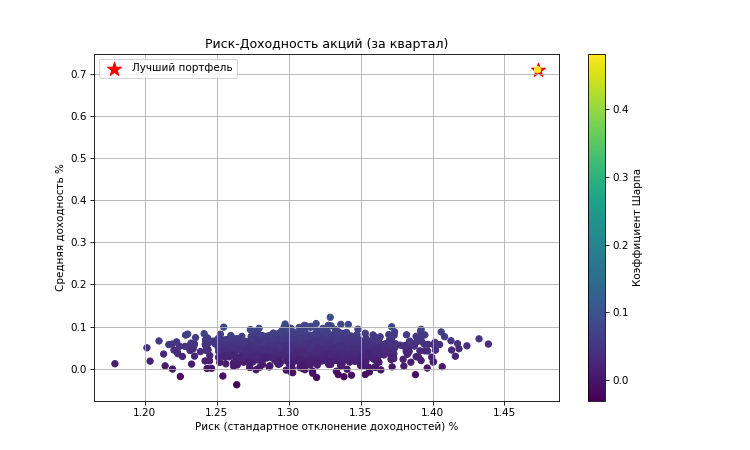 Риск-Доходность акций (за квартал)
Лучший портфель
Средняя доходность %
0.7
0.6
0.5
0.4
0.3
0.2
0.1
0.0
1.20 1.25 1.30 1.35 1.40 1.45
Риск (стандартное отклонение доходностей) %
0.4
0.3
0.2
0.1
0.0
Коэффициент Шарпа